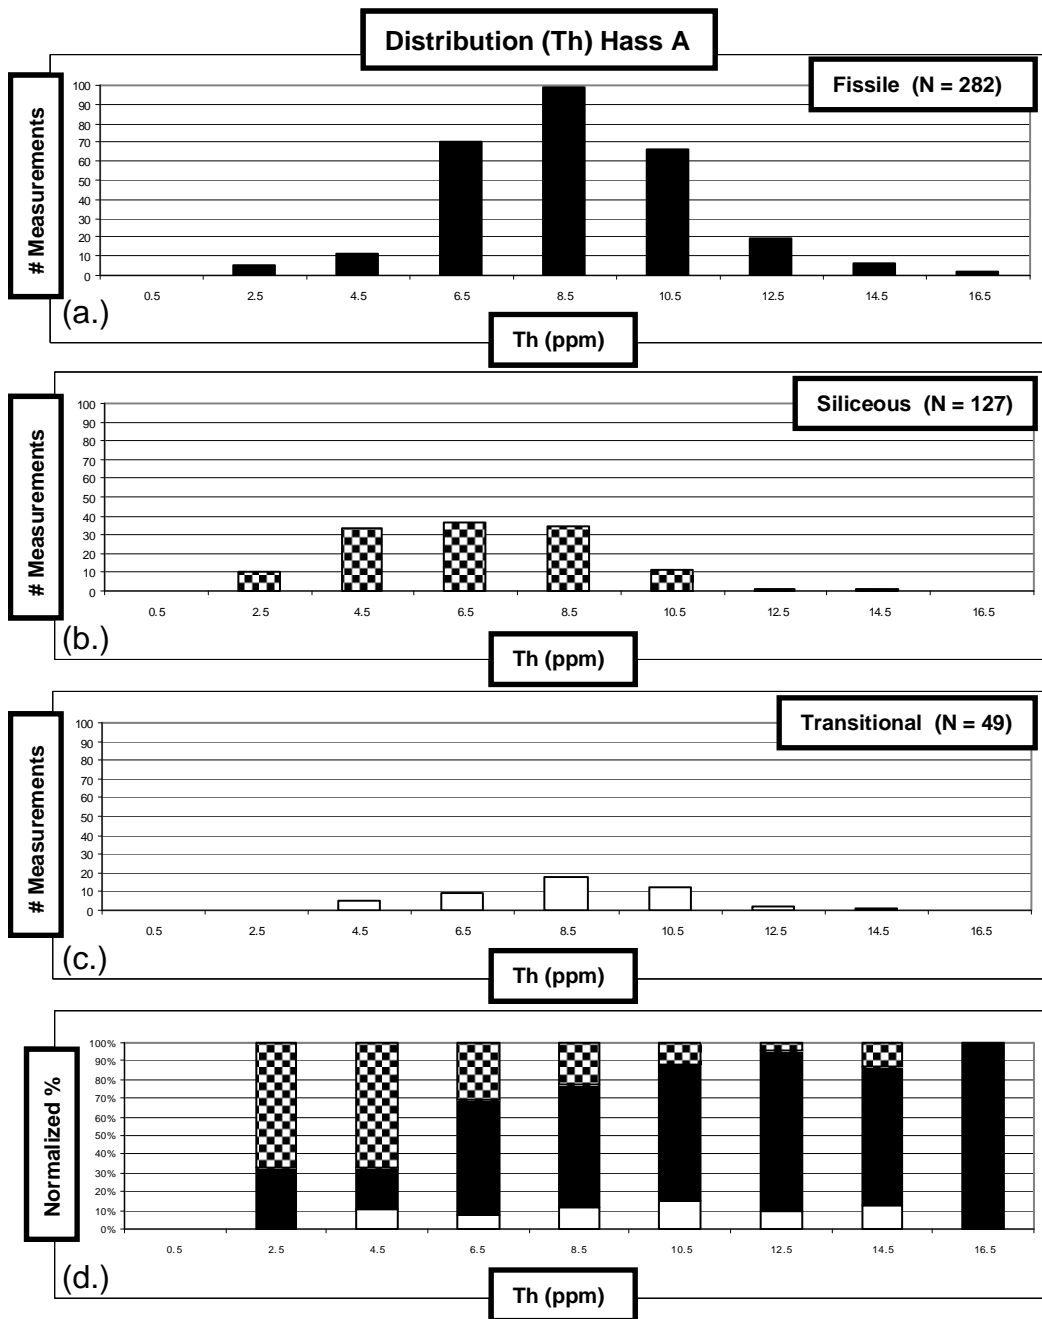 Distribution (Th) Hass A
Fissile (N = 282)
# Measurements
100
90
80
70
60
50
40
30
20
10
0
0.5 2.5 4.5 6.5 8.5 10.5 12.5 14.5 16.5
(a.)
Th (ppm)
Siliceous (N = 127)
# Measurements
100
90
80
70
60
50
40
30
20
10
0
0.5 2.5 4.5 6.5 8.5 10.5 12.5 14.5 16.5
(b.)
Th (ppm)
Transitional (N = 49)
# Measurements
100
90
80
70
60
50
40
30
20
10
0
0.5 2.5 4.5 6.5 8.5 10.5 12.5 14.5 16.5
(c.)
Th (ppm)
Normalized %
100%
90%
80%
70%
60%
50%
40%
30%
20%
10%
0%
0.5 2.5 4.5 6.5 8.5 10.5 12.5 14.5 16.5
(d.)
Th (ppm)